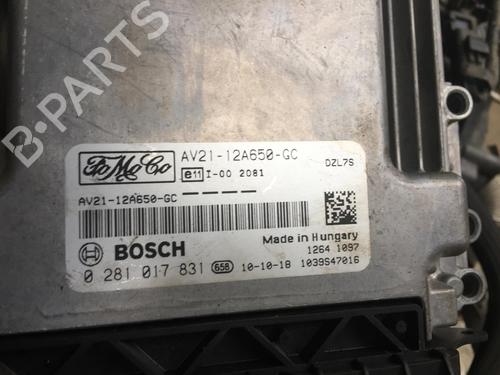 B-PARTS
FoMoCo AV21-12A650-GC DZL7S
e11 I-00 2081
AV21-12A650-GC — — — —
BOSCH Made in Hungary
1264 1097
0 281 017 831 658 10-10-18 1039S47016